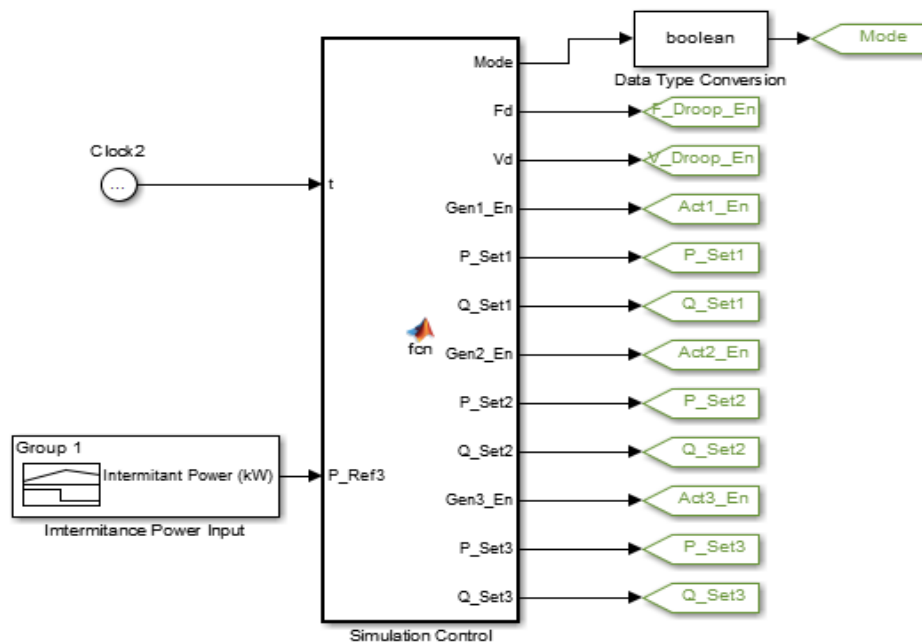 boolean
Mode
Mode
Data Type Conversion
Fd
F_Droop_En
Clock2
Vd
V_Droop_En
...
t
Gen1_En
Act1_En
P_Set1
P_Set1
Q_Set1
Q_Set1
fcn
Gen2_En
Act2_En
P_Set2
P_Set2
Group 1
Q_Set2
Q_Set2
Intermitant Power (kW)
P_Ref3
Gen3_En
Act3_En
Imtermitance Power Input
P_Set3
P_Set3
Q_Set3
Q_Set3
Simulation Control